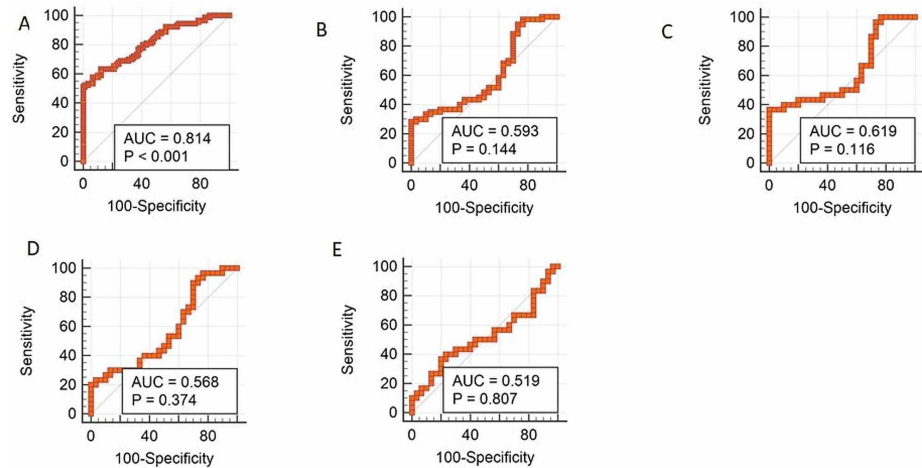 A
100
80
60
40
20
0
Sensitivity
AUC = 0.814
P < 0.001
0 40 80
100-Specificity
B
100
80
60
40
20
0
Sensitivity
AUC = 0.593
P = 0.144
0 40 80
100-Specificity
C
100
80
60
40
20
0
Sensitivity
AUC = 0.619
P = 0.116
0 40 80
100-Specificity
D
100
80
60
40
20
0
Sensitivity
AUC = 0.568
P = 0.374
0 40 80
100-Specificity
E
100
80
60
40
20
0
Sensitivity
AUC = 0.519
P = 0.807
0 40 80
100-Specificity